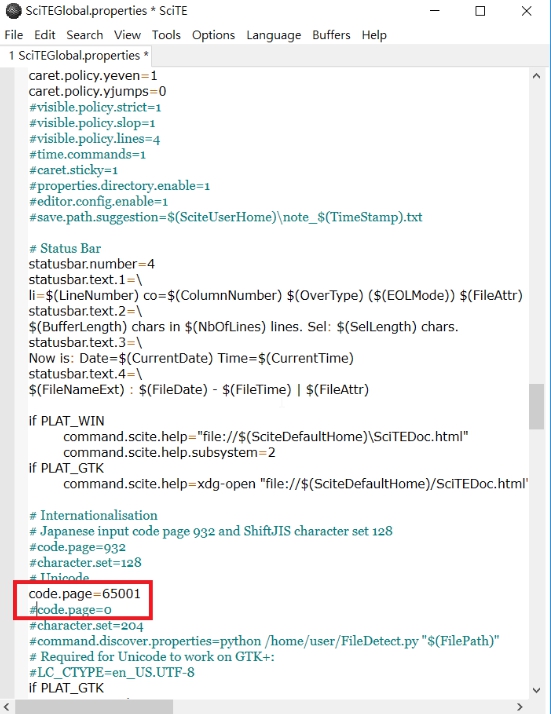 SciTEGlobal.properties * SciTE
File Edit Search View Tools Options Language Buffers Help
1 SciTEGlobal.properties *
caret.policy.yeven=1
caret.policy.yjumps=0
#visible.policy.strict=1
#visible.policy.slop=1
#visible.policy.lines=4
#time.commands=1
#caret.sticky=1
#properties.directory.enable=1
#editor.config.enable=1
#save.path.suggestion=$(SciteUserHome)\note_$(TimeStamp).txt
# Status Bar
statusbar.number=4
statusbar.text.1=\
li=$(LineNumber) co=$(ColumnNumber) $(OverType) ($(EOLMode)) $(FileAttr)
statusbar.text.2=\
$(BufferLength) chars in $(NbOfLines) lines. Sel: $(SelLength) chars.
statusbar.text.3=\
Now is: Date=$(CurrentDate) Time=$(CurrentTime)
statusbar.text.4=\
$(FileNameExt) : $(FileDate) - $(FileTime) | $(FileAttr)
if PLAT_WIN
command.scite.help="file://$(SciteDefaultHome)\SciTEDoc.html"
command.scite.help.subsystem=2
if PLAT_GTK
command.scite.help=xdg-open "file://$(SciteDefaultHome)/SciTEDoc.html"
# Internationalisation
# Japanese input code page 932 and ShiftJIS character set 128
#code.page=932
#character.set=128
# Unicode
code.page=65001
#code.page=0
#character.set=204
#command.discover.properties=python /home/user/FileDetect.py "$(FilePath)"
# Required for Unicode to work on GTK+:
#LC_CTYPE=en_US.UTF-8
if PLAT_GTK